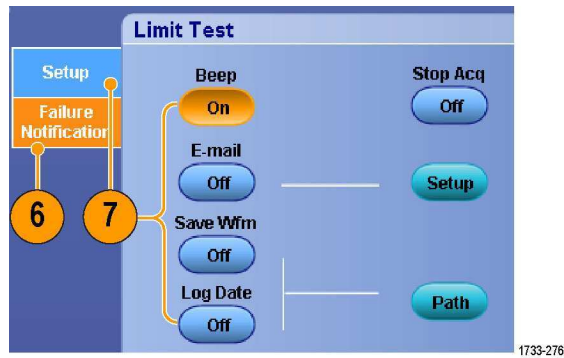 Limit Test
Setup
Failure
Notification
6
7
Beep
On
Stop Acq
Off
E-mail
Off
Setup
Save Wfm
Off
Log Date
Off
Path
1733-276